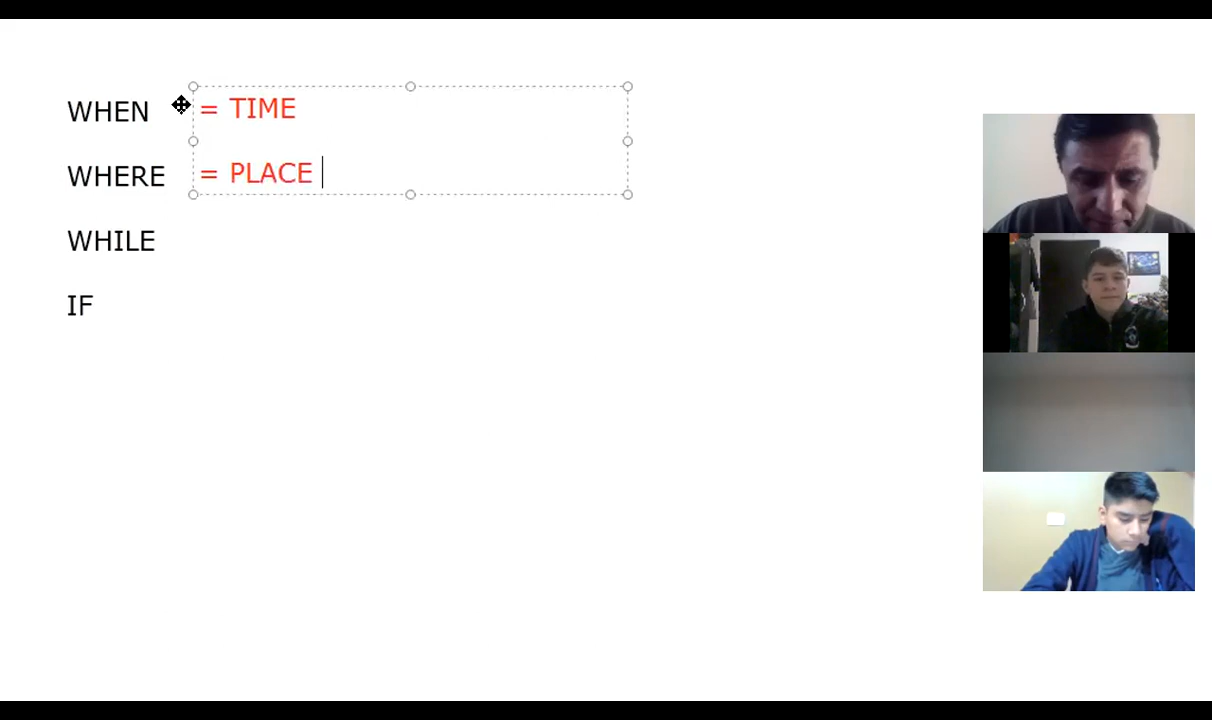 WHEN = TIME
WHERE = PLACE
WHILE
IF